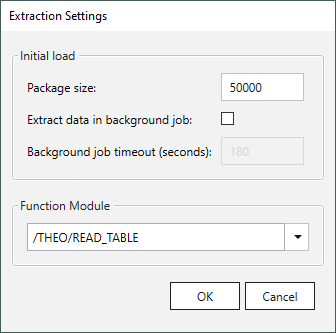 Extraction Settings
Initial load
Package size: 50000
Extract data in background job:
Background job timeout (seconds): 180
Function Module
/THEO/READ_TABLE
OK Cancel